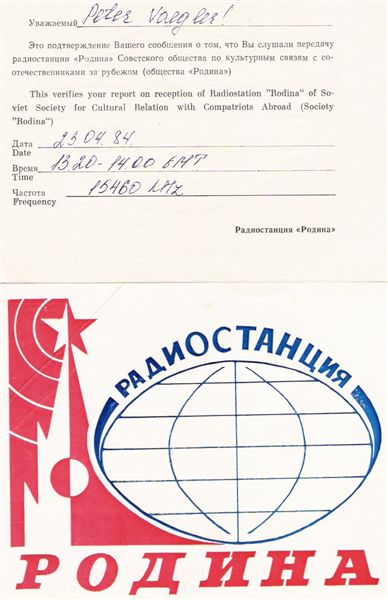 Уважаемый Peter Vaegler!
Это подтверждение Вашего сообщения о том, что Вы слушали передачу
радиостанции «Родина» Советского общества по культурным связям с со-
отечественниками за рубежом (общества «Родина»)
This verifies your report on reception of Radiostation "Rodina" of So-
viet Society for Cultural Relation with Compatriots Abroad (Society
"Rodina")
Дата 23.04.84.
Date
Время 13.20-14.00 GMT
Time
Частота 15460 kHz
Frequency
Радиостанция «Родина»
РАДИОСТАНЦИЯ
РОДИНА